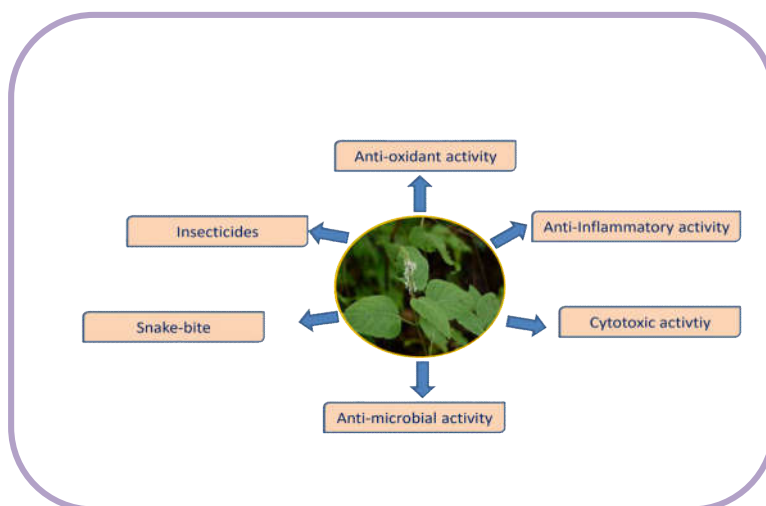 Anti-oxidant activity
Insecticides
Anti-Inflammatory activity
Snake-bite
Cytotoxic activtiy
Anti-microbial activity